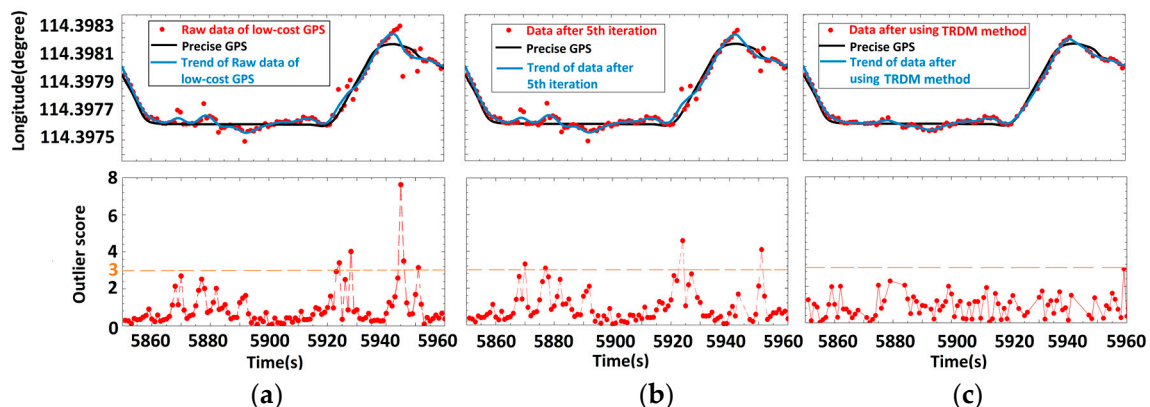 Longitude(degree)
114.3983
114.3981
114.3979
114.3977
114.3975
Raw data of low-cost GPS
Precise GPS
Trend of Raw data of
low-cost GPS
Data after 5th iteration
Precise GPS
Trend of data after
5th iteration
Data after using TRDM method
Precise GPS
Trend of data after
using TRDM method
Outlier score
8
6
4
3
2
0
5860 5880 5900 5920 5940 5960
5860 5880 5900 5920 5940 5960
5860 5880 5900 5920 5940 5960
Time(s)
Time(s)
Time(s)
(a)
(b)
(c)